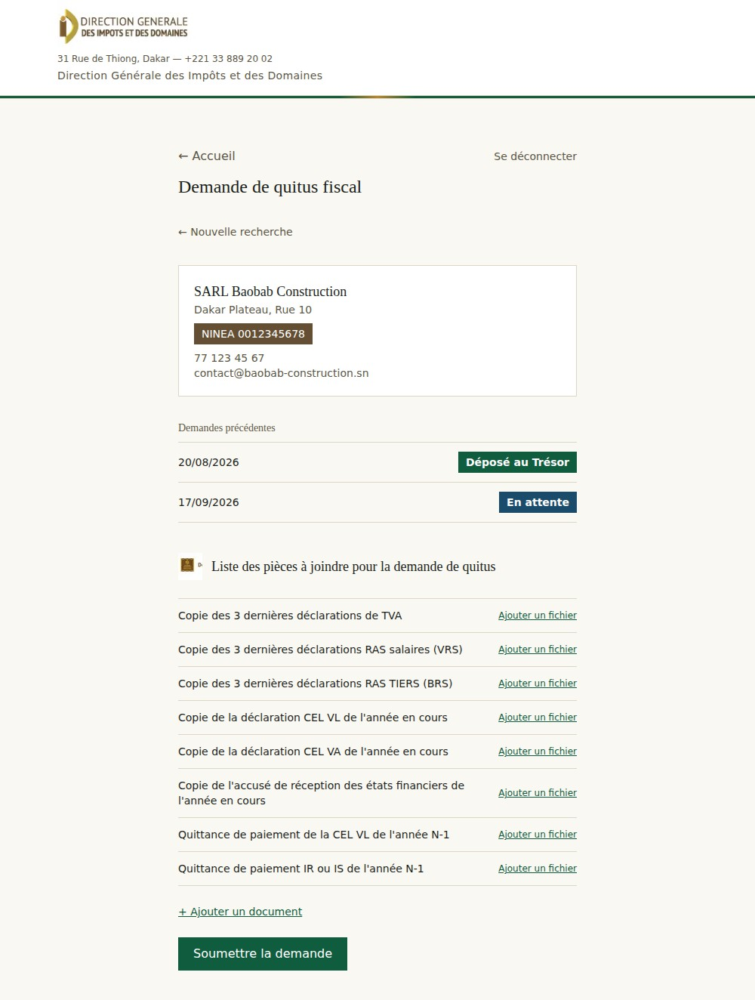 DIRECTION GENERALE
DES IMPOTS ET DES DOMAINES
31 Rue de Thiong, Dakar — +221 33 889 20 02
Direction Générale des Impôts et des Domaines
← Accueil
Se déconnecter
Demande de quitus fiscal
← Nouvelle recherche
SARL Baobab Construction
Dakar Plateau, Rue 10
NINEA 0012345678
77 123 45 67
contact@baobab-construction.sn
Demandes précédentes
20/08/2026 Déposé au Trésor
17/09/2026 En attente
Liste des pièces à joindre pour la demande de quitus
Copie des 3 dernières déclarations de TVA Ajouter un fichier
Copie des 3 dernières déclarations RAS salaires (VRS) Ajouter un fichier
Copie des 3 dernières déclarations RAS TIERS (BRS) Ajouter un fichier
Copie de la déclaration CEL VL de l'année en cours Ajouter un fichier
Copie de la déclaration CEL VA de l'année en cours Ajouter un fichier
Copie de l'accusé de réception des états financiers de
l'année en cours
Ajouter un fichier
Quittance de paiement de la CEL VL de l'année N-1 Ajouter un fichier
Quittance de paiement IR ou IS de l'année N-1 Ajouter un fichier
+ Ajouter un document
Soumettre la demande